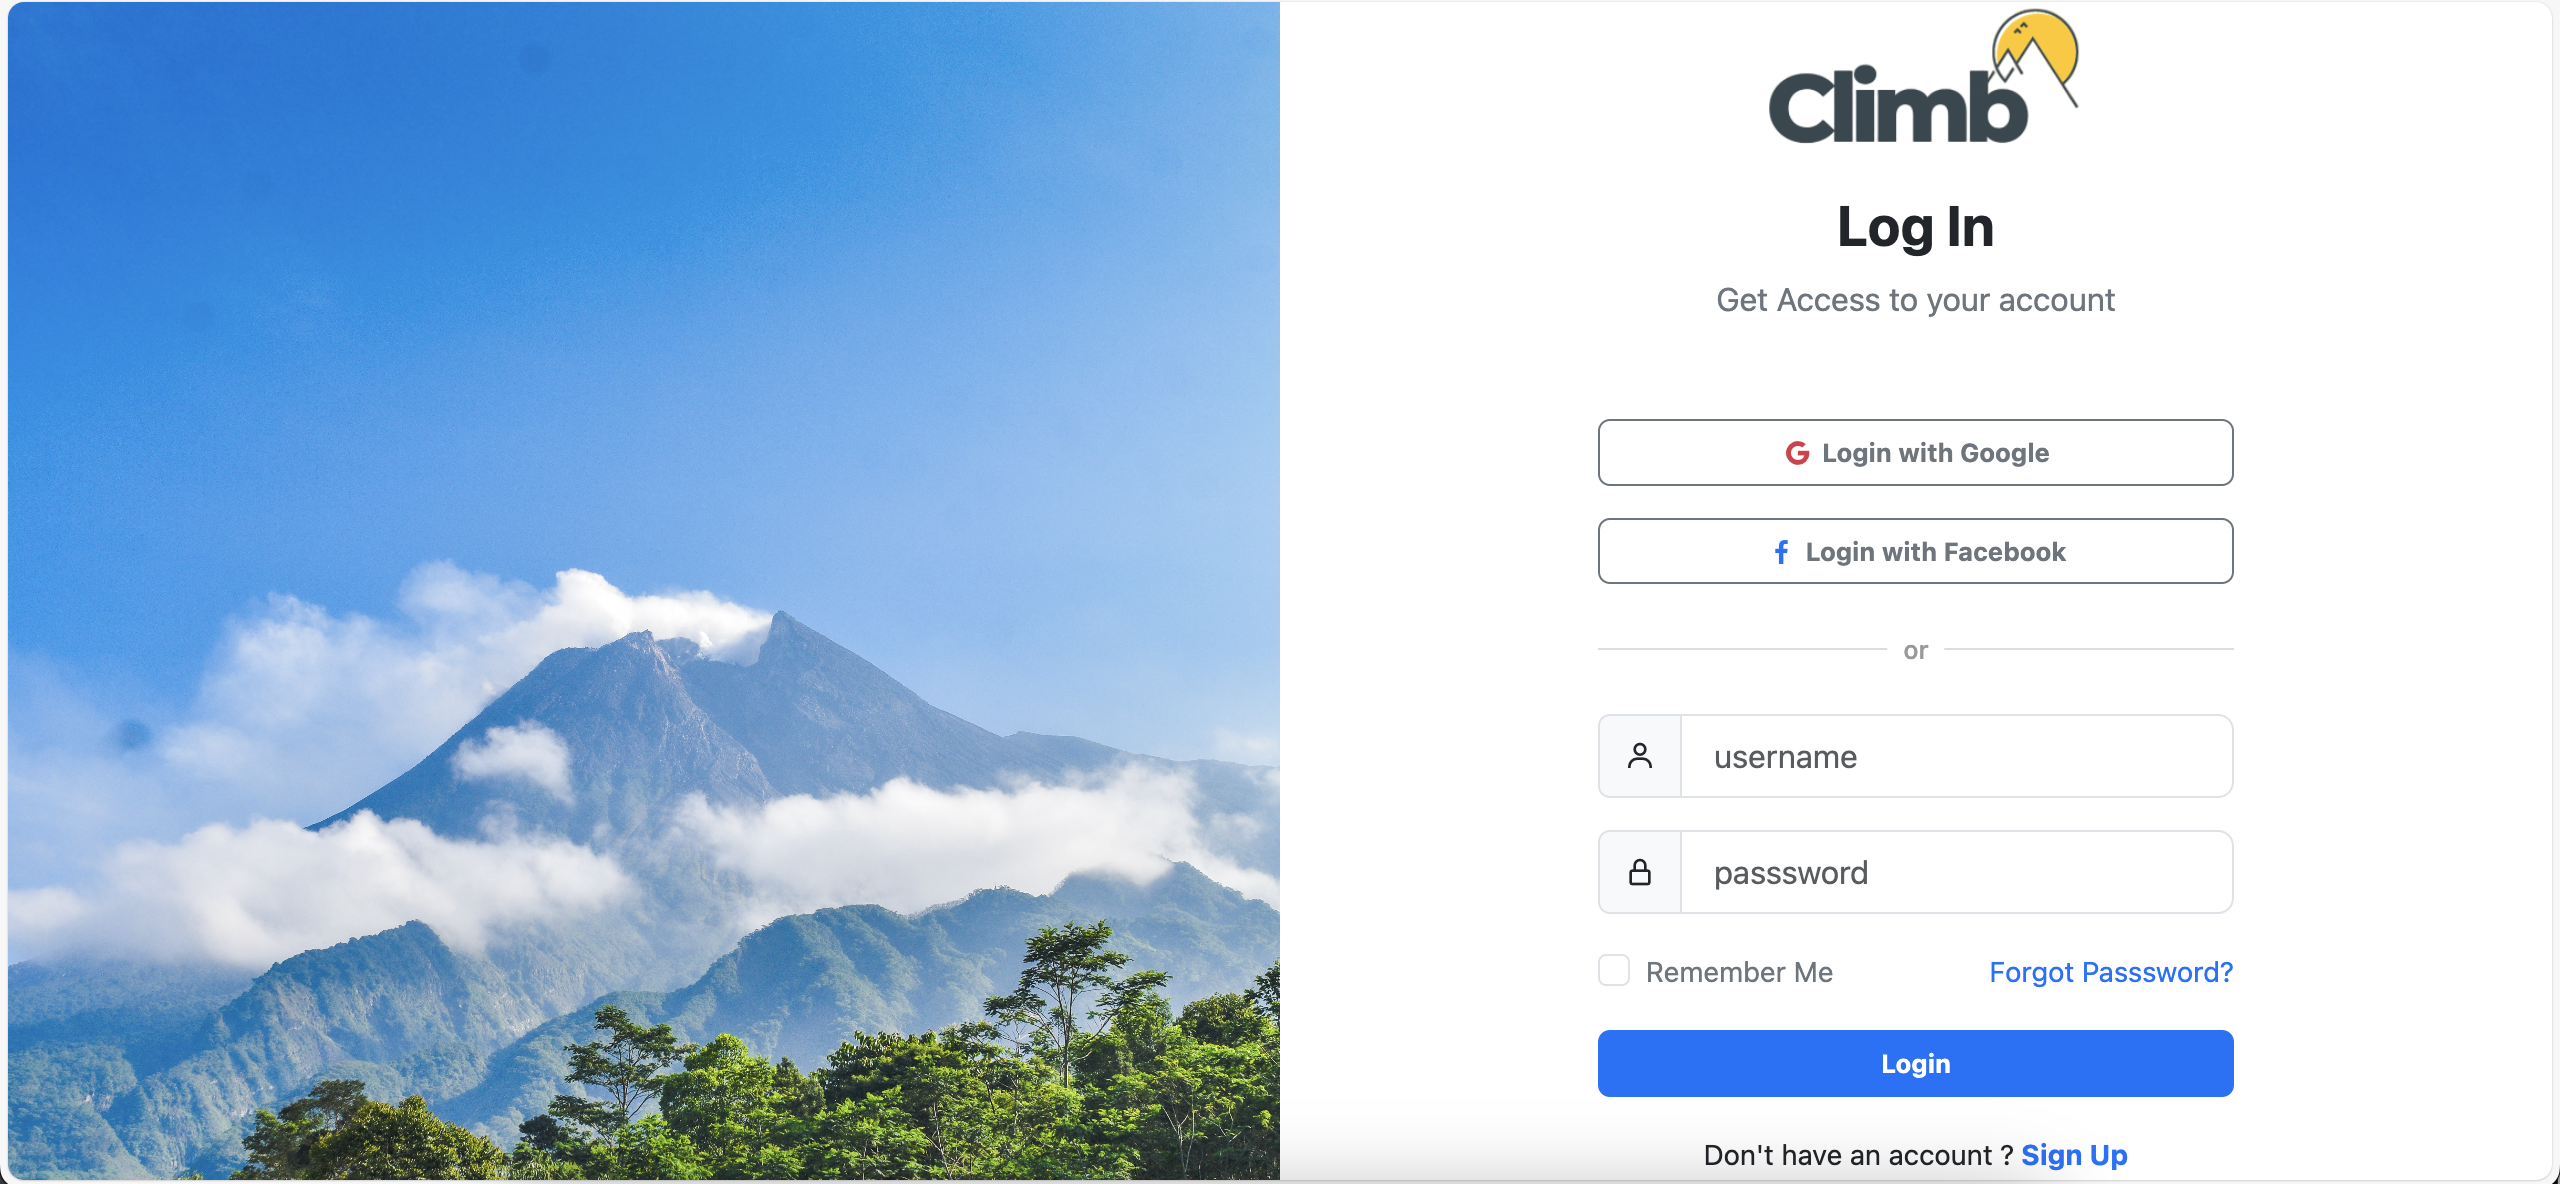 Climb
Log In
Get Access to your account
Login with Google
Login with Facebook
or
username
passsword
Remember Me
Forgot Passsword?
Login
Don't have an account ? Sign Up